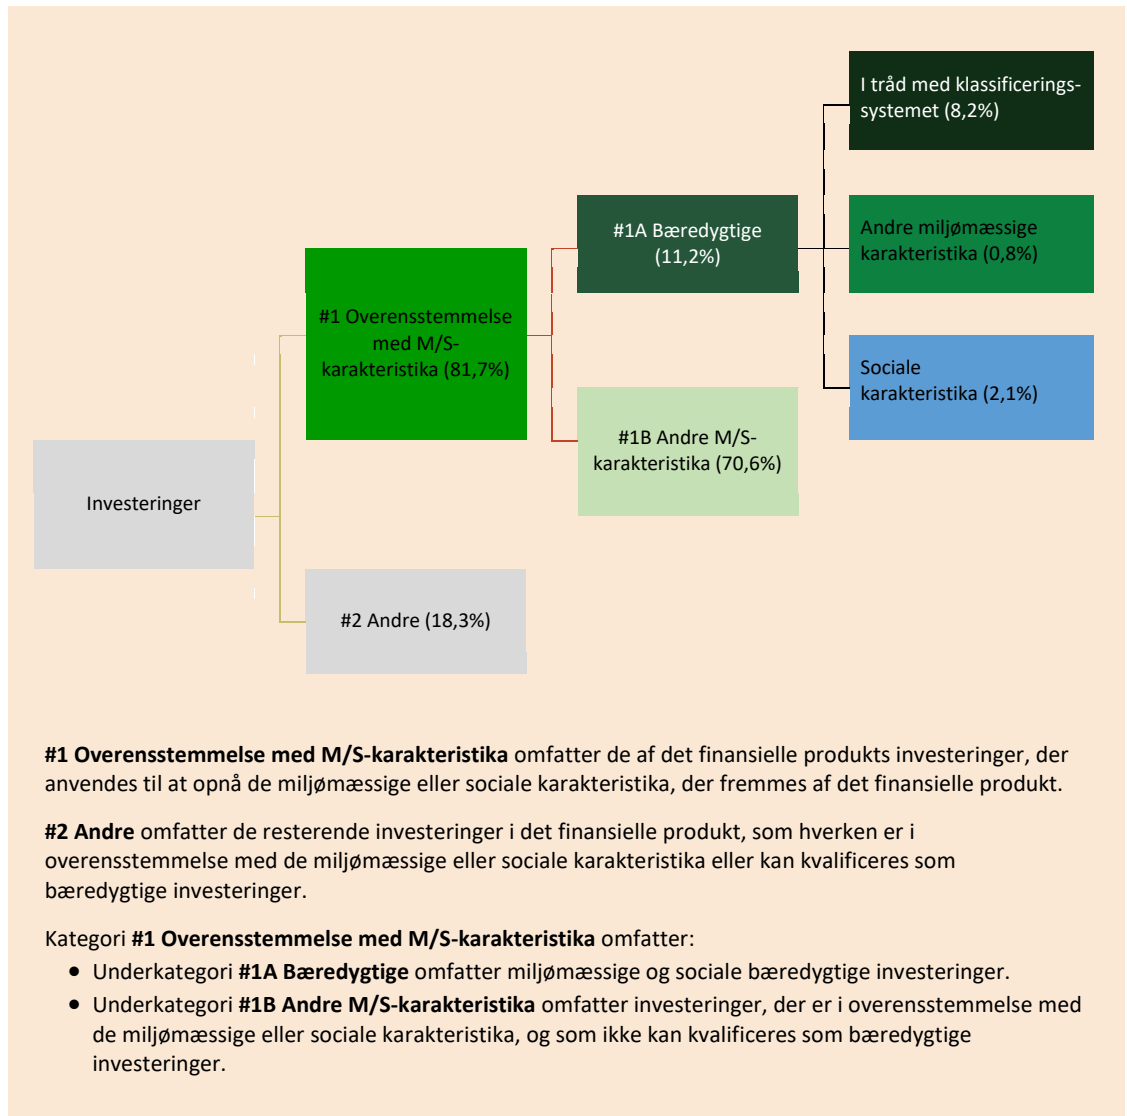 I tråd med klassificerings-
systemet (8,2%)
#1A Bæredygtige
(11,2%)
Andre miljømæssige
karakteristika (0,8%)
#1 Overensstemmelse
med M/S-
karakteristika (81,7%)
Sociale
karakteristika (2,1%)
#1B Andre M/S-
karakteristika (70,6%)
Investeringer
#2 Andre (18,3%)
#1 Overensstemmelse med M/S-karakteristika omfatter de af det finansielle produkts investeringer, der
anvendes til at opnå de miljømæssige eller sociale karakteristika, der fremmes af det finansielle produkt.
#2 Andre omfatter de resterende investeringer i det finansielle produkt, som hverken er i
overensstemmelse med de miljømæssige eller sociale karakteristika eller kan kvalificeres som
bæredygtige investeringer.
Kategori #1 Overensstemmelse med M/S-karakteristika omfatter:
• Underkategori #1A Bæredygtige omfatter miljømæssige og sociale bæredygtige investeringer.
• Underkategori #1B Andre M/S-karakteristika omfatter investeringer, der er i overensstemmelse med
de miljømæssige eller sociale karakteristika, og som ikke kan kvalificeres som bæredygtige
investeringer.